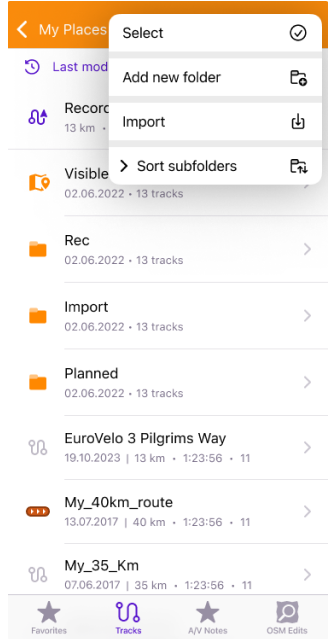 My Places
Select
Last mod
Add new folder
Record
13 km •
Import
Visible
Sort subfolders
02.06.2022 • 13 tracks
Rec
02.06.2022 • 13 tracks
Import
02.06.2022 • 13 tracks
Planned
02.06.2022 • 13 tracks
EuroVelo 3 Pilgrims Way
19.10.2023 | 13 km • 1:23:56 • 11
My_40km_route
13.07.2017 | 40 km • 1:23:56 • 11
My_35_Km
07.06.2017 | 35 km • 1:23:56 • 11
Favorites Tracks A/V Notes OSM Edits